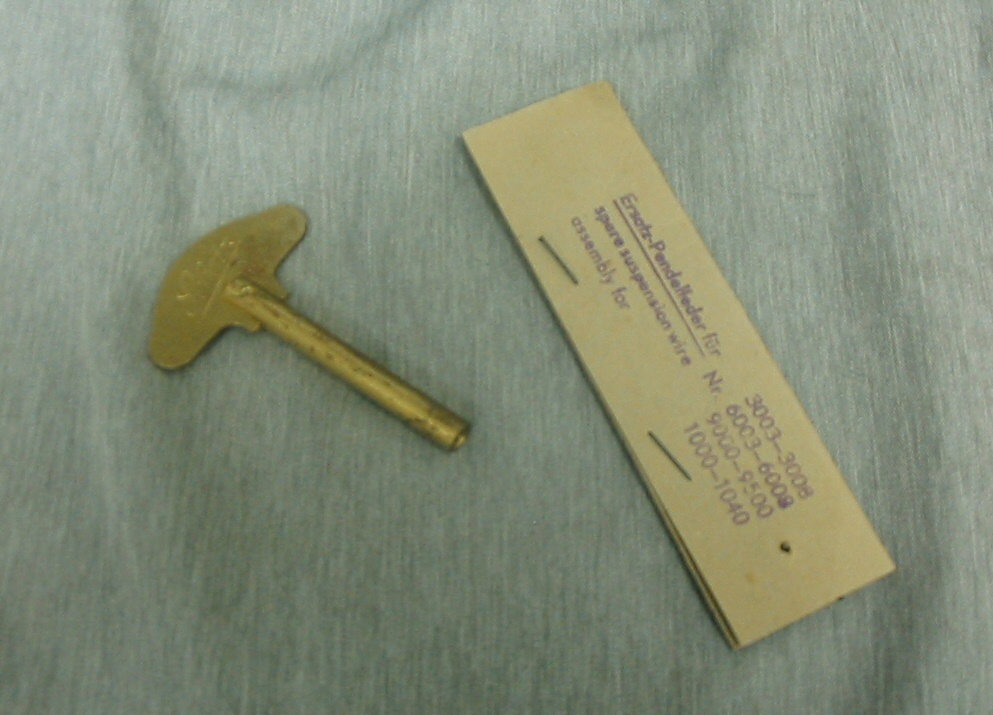 Ersatz-Pendelfeder für
spare suspension wire
assembly for
Nr. 3003–3008
6003–6008
9000–9500
1000–1040